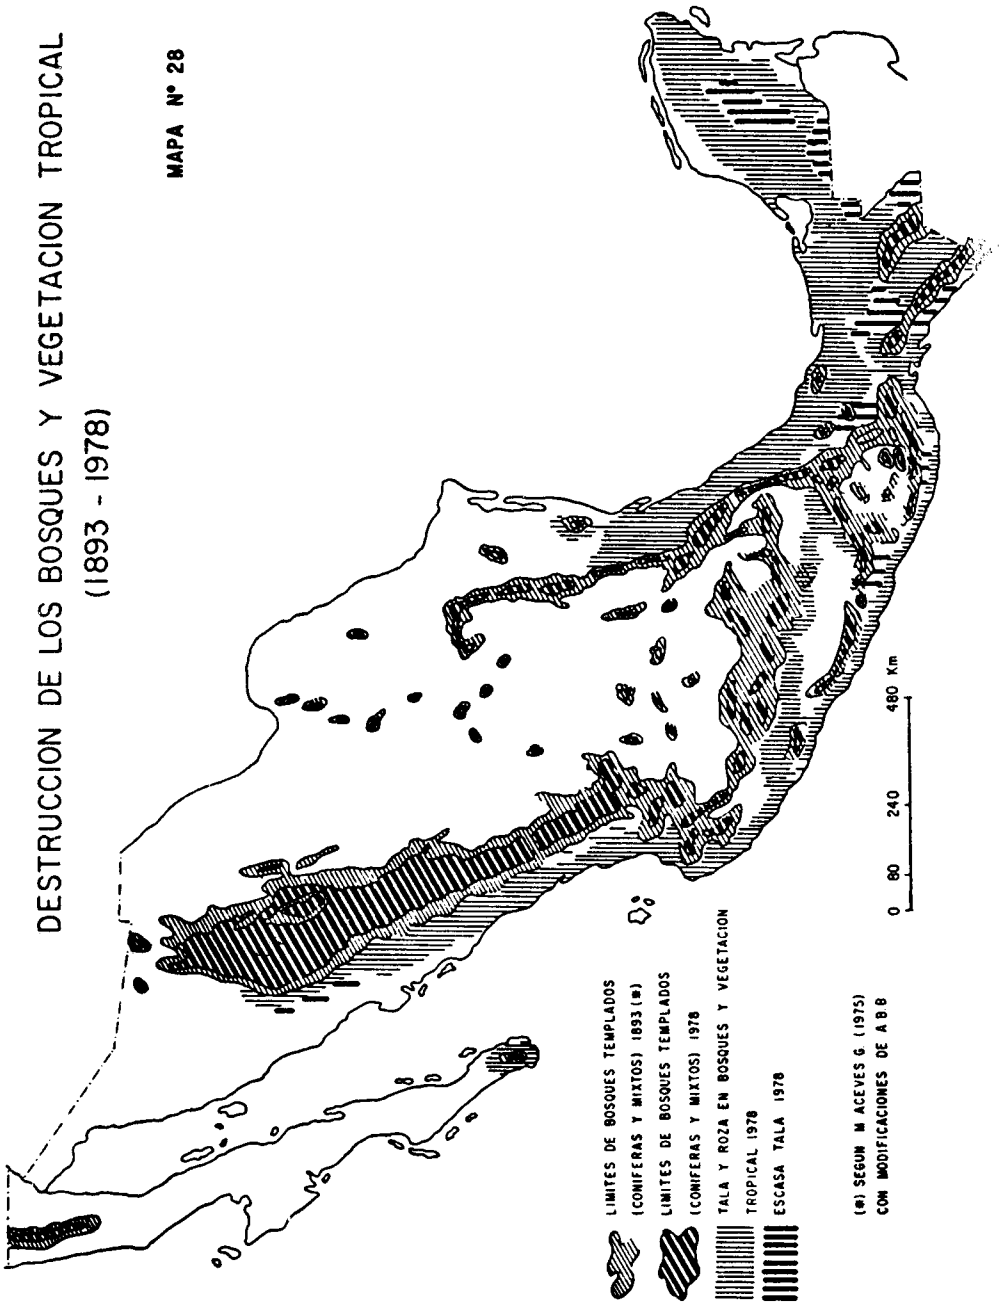 DESTRUCCION DE LOS BOSQUES Y VEGETACION TROPICAL
(1893 - 1978)
MAPA N° 28
LIMITES DE BOSQUES TEMPLADOS
(CONIFERAS Y MIXTOS) 1893 (*)
LIMITES DE BOSQUES TEMPLADOS
(CONIFERAS Y MIXTOS) 1978
TALA Y ROZA EN BOSQUES Y VEGETACION
TROPICAL 1978
ESCASA TALA 1978
(*) SEGUN M ACEVES G. (1975)
CON MODIFICACIONES DE A B.B
0 80 240 480 Km